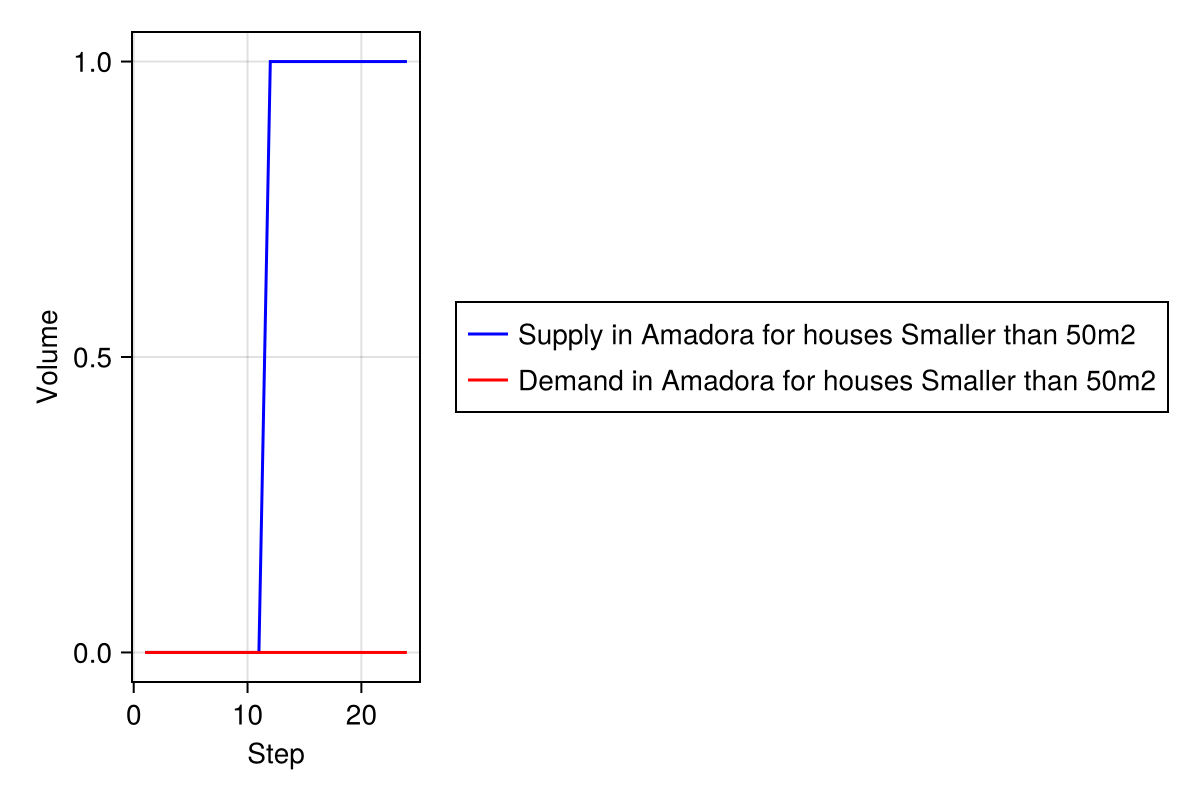 1.0
0.5
0.0
Volume
0 10 20
Step
Supply in Amadora for houses Smaller than 50m2
Demand in Amadora for houses Smaller than 50m2